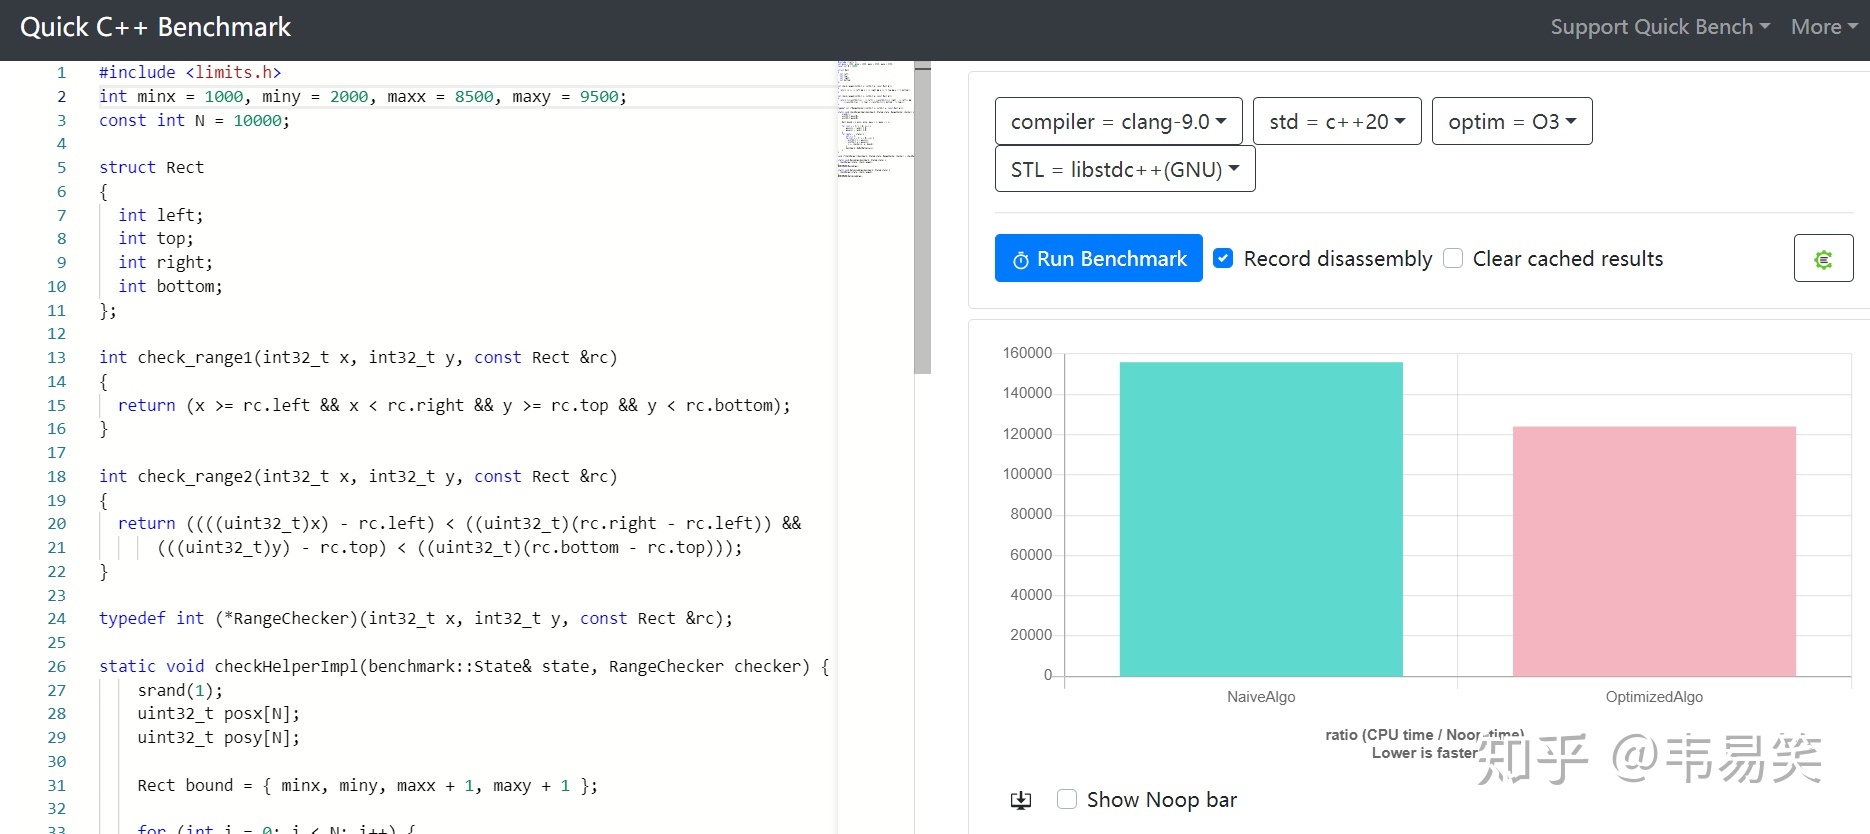 Quick C++ Benchmark
Support Quick Bench
More
1 #include <limits.h>
2 int minx = 1000, miny = 2000, maxx = 8500, maxy = 9500;
3 const int N = 10000;
4
5 struct Rect
6 {
7 int left;
8 int top;
9 int right;
10 int bottom;
11 };
12
13 int check_range1(int32_t x, int32_t y, const Rect &rc)
14 {
15 return (x >= rc.left && x < rc.right && y >= rc.top && y < rc.bottom);
16 }
17
18 int check_range2(int32_t x, int32_t y, const Rect &rc)
19 {
20 return ((((uint32_t)x) - rc.left) < ((uint32_t)(rc.right - rc.left)) &&
21 (((uint32_t)y) - rc.top) < ((uint32_t)(rc.bottom - rc.top)));
22 }
23
24 typedef int (*RangeChecker)(int32_t x, int32_t y, const Rect &rc);
25
26 static void checkHelperImpl(benchmark::State& state, RangeChecker checker) {
27 srand(1);
28 uint32_t posx[N];
29 uint32_t posy[N];
30
31 Rect bound = { minx, miny, maxx + 1, maxy + 1 };
32
33 for (int i = 0; i < N; i++) {
compiler = clang-9.0
std = c++20
optim = O3
STL = libstdc++(GNU)
Run Benchmark
Record disassembly
Clear cached results
160000
140000
120000
100000
80000
60000
40000
20000
0
NaiveAlgo
OptimizedAlgo
ratio (CPU time / Noop time)
Lower is faster
知乎 @韦易笑
Show Noop bar